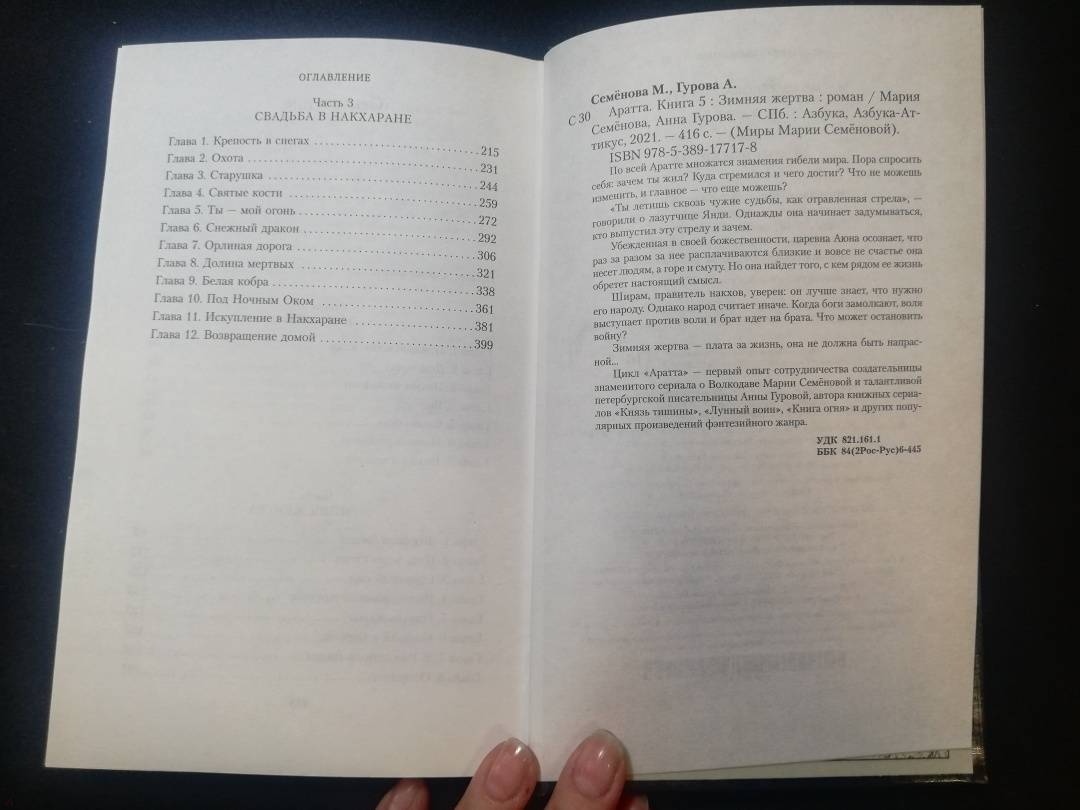 ОГЛАВЛЕНИЕ
Часть 3
СВАДЬБА В НАКХАРАНЕ
Глава 1. Крепость в снегах 215
Глава 2. Охота 231
Глава 3. Старушка 244
Глава 4. Святые кости 259
Глава 5. Ты — мой огонь 272
Глава 6. Снежный дракон 292
Глава 7. Орлиная дорога 306
Глава 8. Долина мертвых 321
Глава 9. Белая кобра 338
Глава 10. Под Ночным Оком 361
Глава 11. Искупление в Накхаране 381
Глава 12. Возвращение домой 399
Семёнова М., Гурова А.
С 30 Аратта. Книга 5 : Зимняя жертва : роман / Мария
Семёнова, Анна Гурова. — СПб. : Азбука, Азбука-Ат-
тикус, 2021. — 416 с. — (Миры Марии Семёновой).
ISBN 978-5-389-17717-8
По всей Аратте множатся знамения гибели мира. Пора спросить
себя: зачем ты жил? Куда стремился и чего достиг? Что не можешь
изменить, и главное — что еще можешь?
«Ты летишь сквозь чужие судьбы, как отравленная стрела», —
говорили о лазутчице Янди. Однажды она начинает задумываться,
кто выпустил эту стрелу и зачем.
Убежденная в своей божественности, царевна Аюна осознает, что
раз за разом за нее расплачиваются близкие и вовсе не счастье она
несет людям, а горе и смуту. Но она найдет того, с кем рядом ее жизнь
обретет настоящий смысл.
Ширам, правитель накхов, уверен: он лучше знает, что нужно
его народу. Однако народ считает иначе. Когда боги замолкают, воля
выступает против воли и брат идет на брата. Что может остановить
войну?
Зимняя жертва — плата за жизнь, она не должна быть напрас-
ной...
Цикл «Аратта» — первый опыт сотрудничества создательницы
знаменитого сериала о Волкодаве Марии Семёновой и талантливой
петербургской писательницы Анны Гуровой, автора книжных сериа-
лов «Князь тишины», «Лунный воин», «Книга огня» и других попу-
лярных произведений фэнтезийного жанра.
УДК 821.161.1
ББК 84(2Рос-Рус)6-445